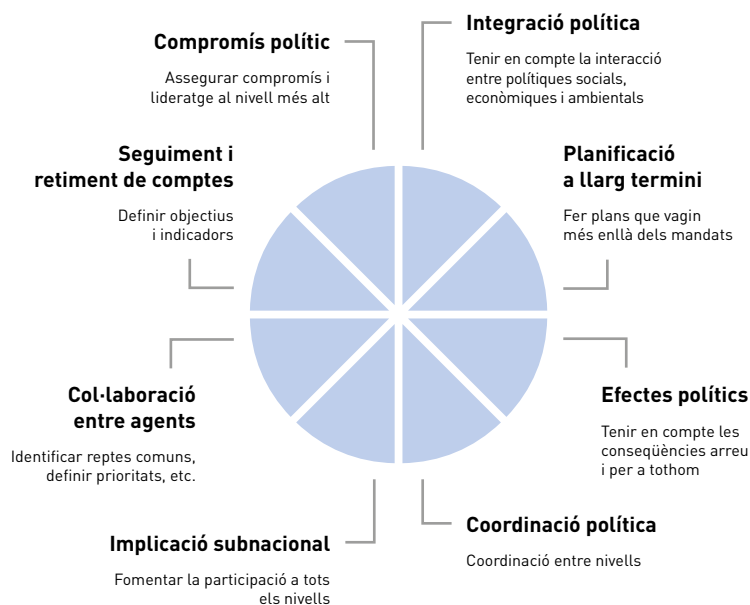 Compromís polític
Assegurar compromís i
lideratge al nivell més alt
Integració política
Tenir en compte la interacció
entre polítiques socials,
econòmiques i ambientals
Seguiment i
retiment de comptes
Definir objectius
i indicadors
Planificació
a llarg termini
Fer plans que vagin
més enllà dels mandats
Col·laboració
entre agents
Identificar reptes comuns,
definir prioritats, etc.
Efectes polítics
Tenir en compte les
conseqüències arreu
i per a tothom
Implicació subnacional
Fomentar la participació a tots
els nivells
Coordinació política
Coordinació entre nivells